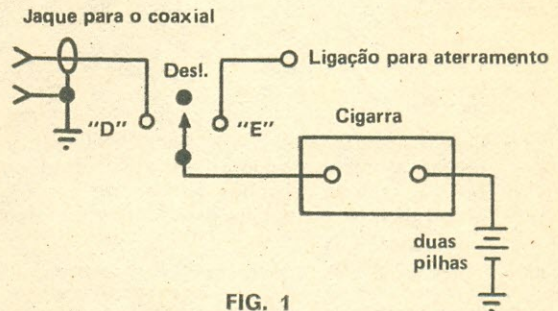 Jaque para o coaxial
Desl.
Ligação para aterramento
"D"
"E"
Cigarra
duas
pilhas
FIG. 1